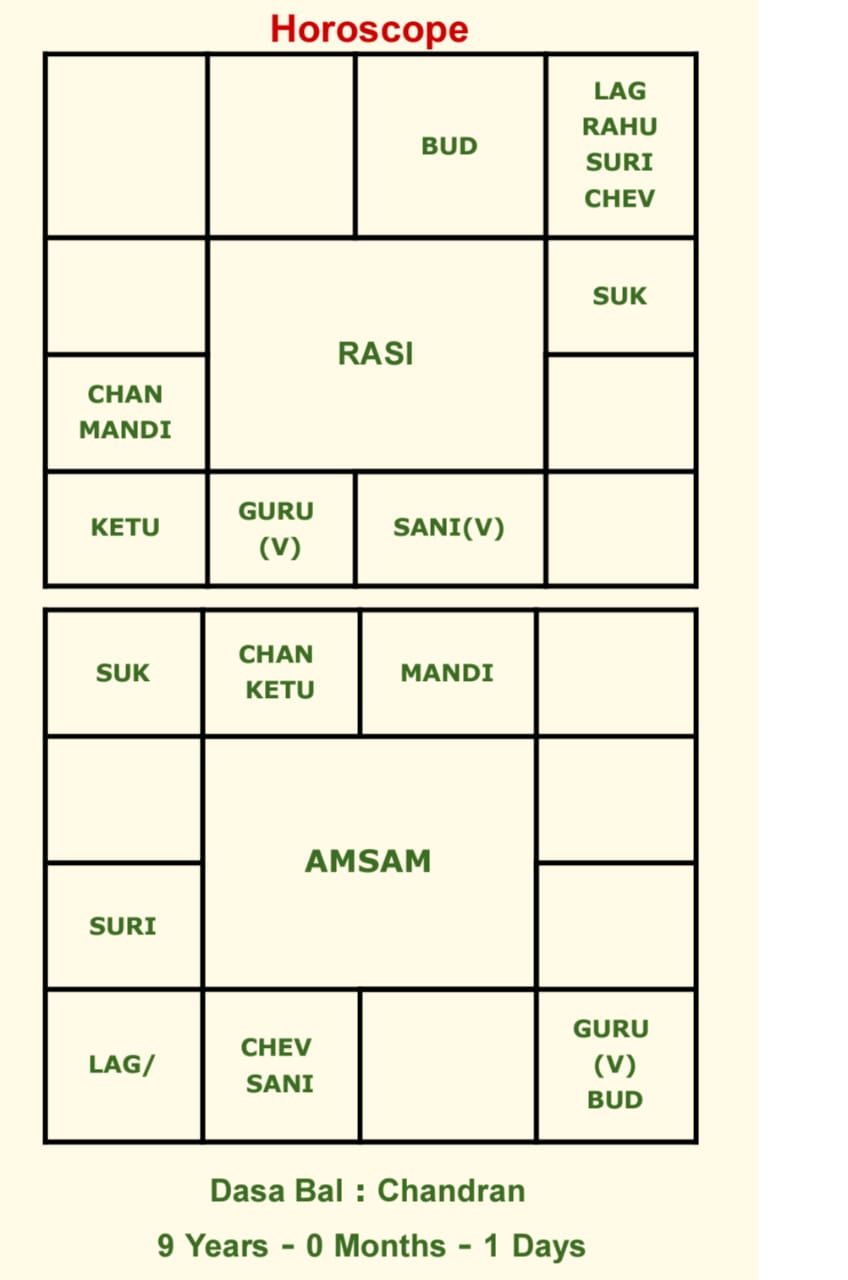 Horoscope
BUD
LAG
RAHU
SURI
CHEV
SUK
RASI
CHAN
MANDI
KETU
GURU
(V)
SANI(V)
SUK
CHAN
KETU
MANDI
AMSAM
SURI
LAG/
CHEV
SANI
GURU
(V)
BUD
Dasa Bal : Chandran
9 Years - 0 Months - 1 Days